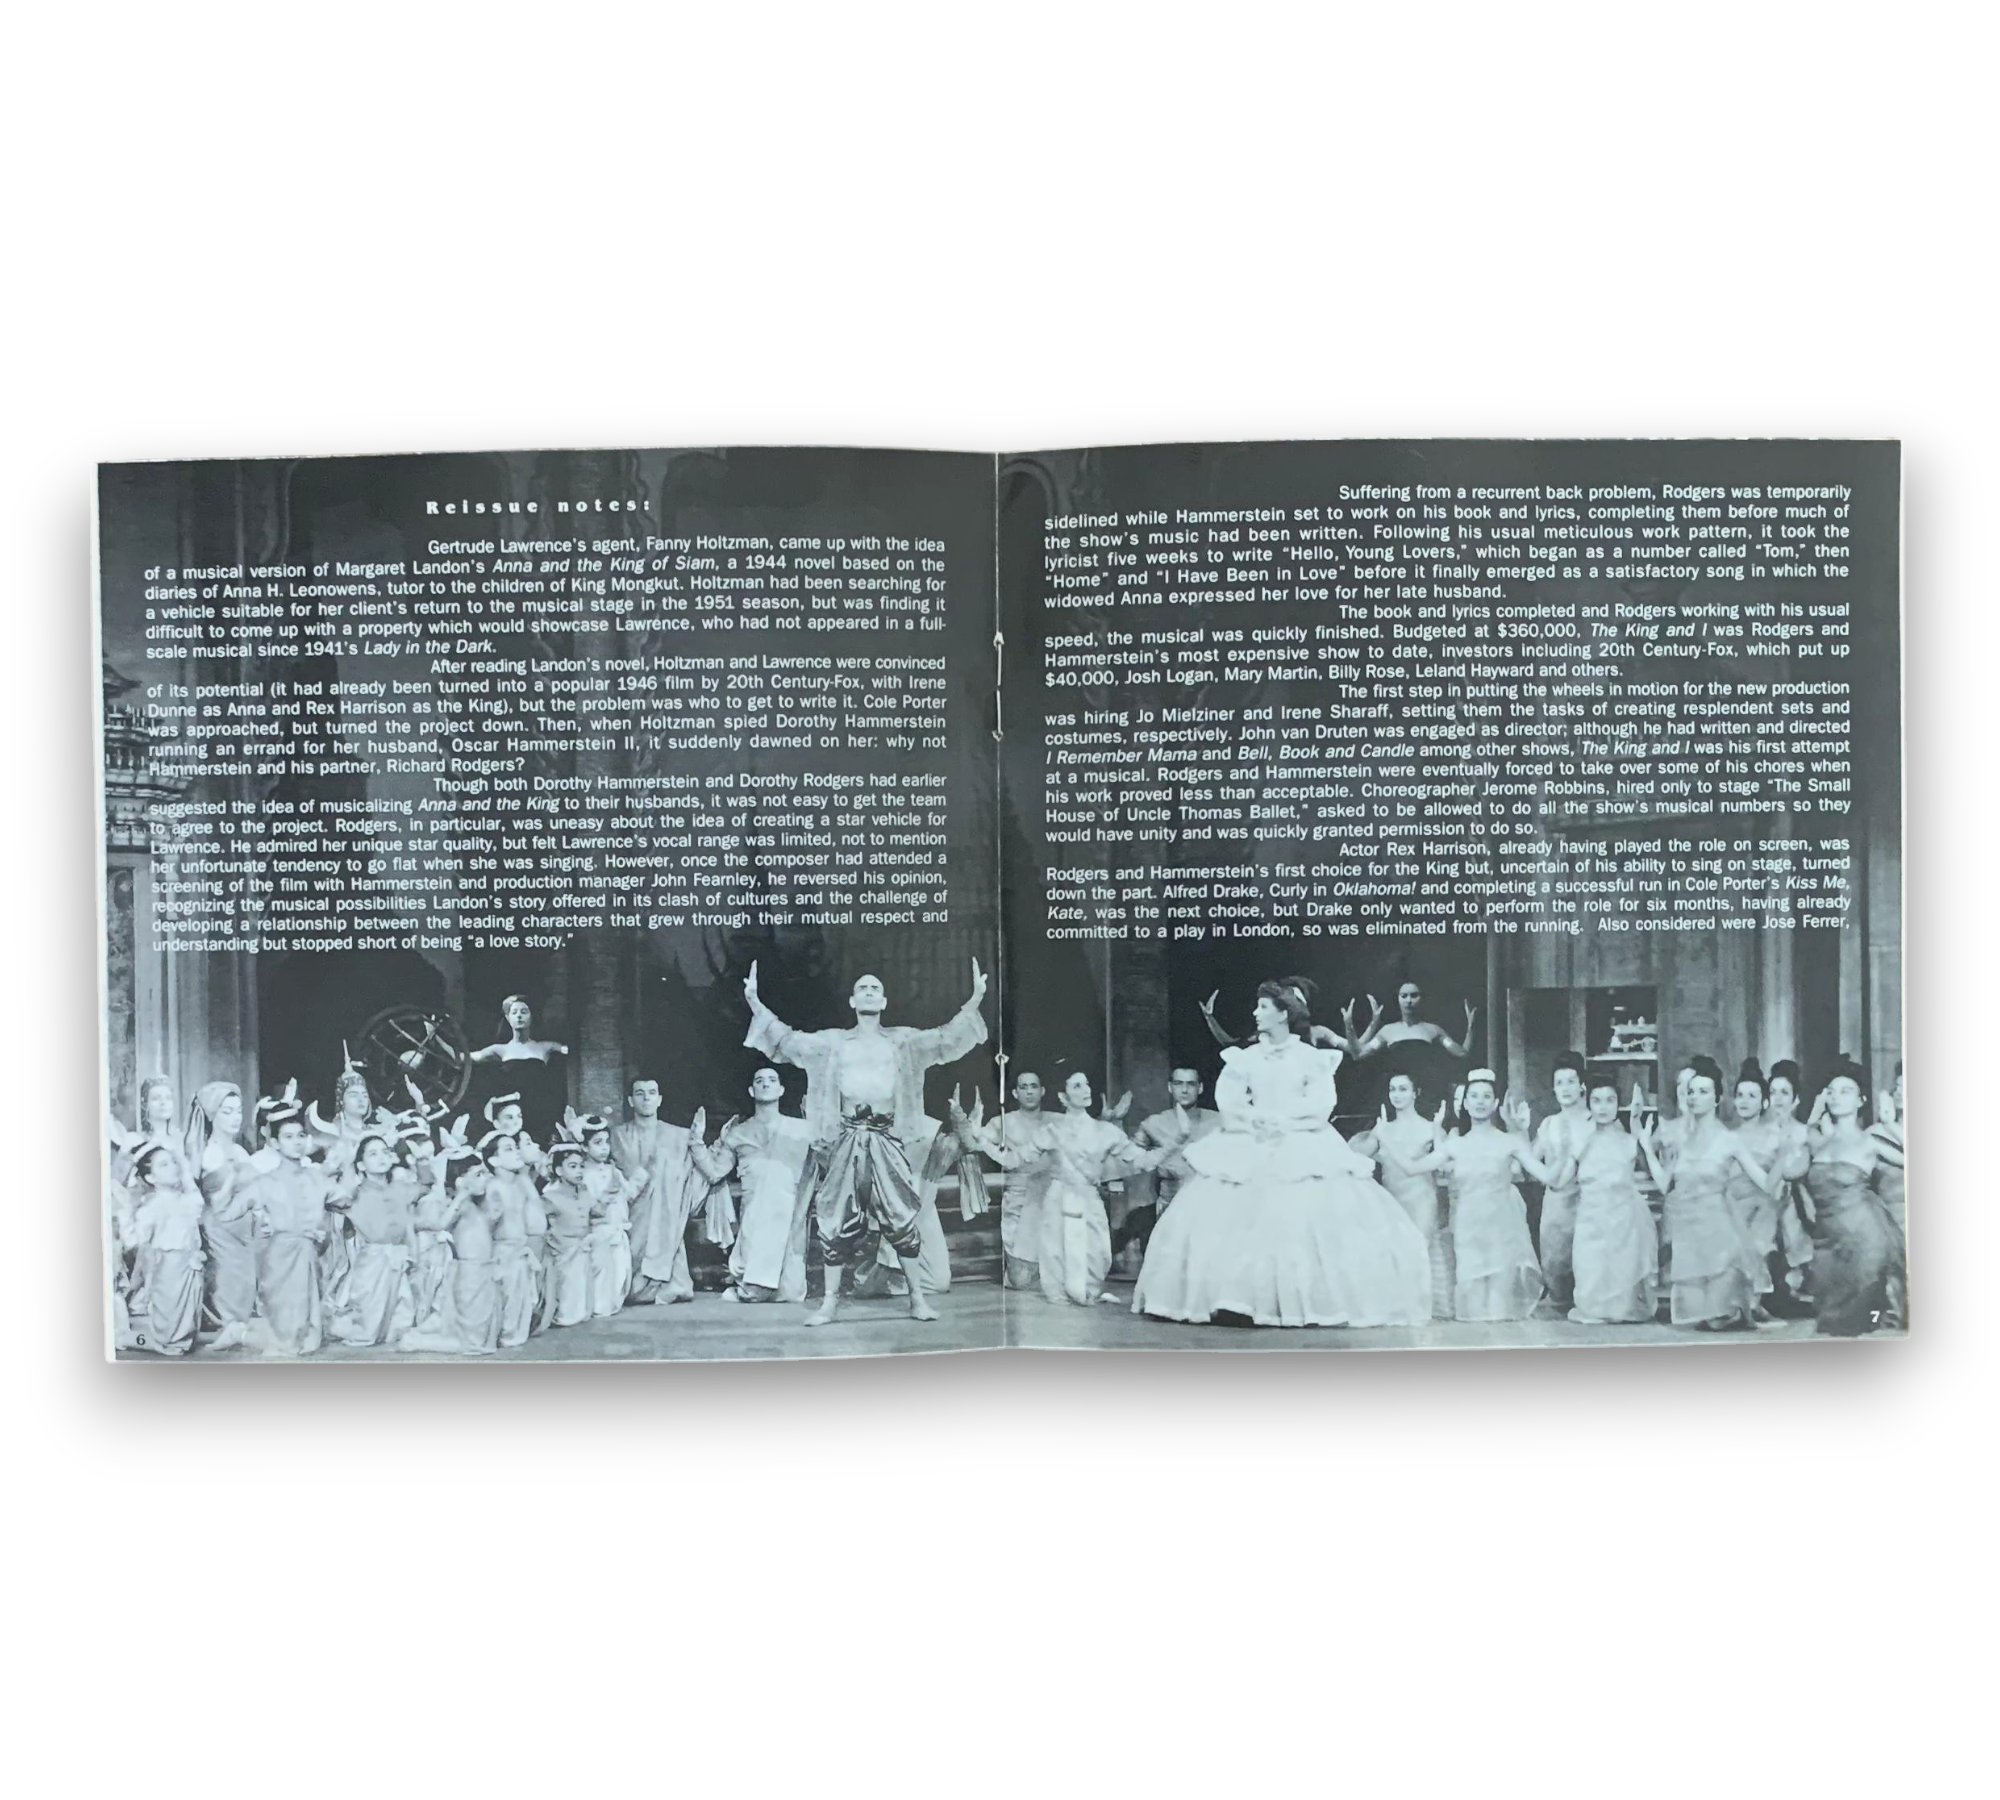 Reissue notes:
Gertrude Lawrence's agent, Fanny Holtzman, came up with the idea
of a musical version of Margaret Landon's Anna and the King of Siam, a 1944 novel based on the
diaries of Anna H. Leonowens, tutor to the children of King Mongkut. Holtzman had been searching for
a vehicle suitable for her client's return to the musical stage in the 1951 season, but was finding it
difficult to come up with a property which would showcase Lawrence, who had not appeared in a full-
scale musical since 1941's Lady in the Dark.
After reading Landon's novel, Holtzman and Lawrence were convinced
of its potential (it had already been turned into a popular 1946 film by 20th Century-Fox, with Irene
Dunne as Anna and Rex Harrison as the King), but the problem was who to get to write it. Cole Porter
was approached, but turned the project down. Then, when Holtzman spied Dorothy Hammerstein
running an errand for her husband, Oscar Hammerstein II, it suddenly dawned on her: why not
Hammerstein and his partner, Richard Rodgers?
Though both Dorothy Hammerstein and Dorothy Rodgers had earlier
suggested the idea of musicalizing Anna and the King to their husbands, it was not easy to get the team
to agree to the project. Rodgers, in particular, was uneasy about the idea of creating a star vehicle for
Lawrence. He admired her unique star quality, but felt Lawrence's vocal range was limited, not to mention
her unfortunate tendency to go flat when she was singing. However, once the composer had attended a
screening of the film with Hammerstein and production manager John Fearnley, he reversed his opinion,
recognizing the musical possibilities Landon's story offered in its clash of cultures and the challenge of
developing a relationship between the leading characters that grew through their mutual respect and
understanding but stopped short of being "a love story."
6
Suffering from a recurrent back problem, Rodgers was temporarily
sidelined while Hammerstein set to work on his book and lyrics, completing them before much of
the show's music had been written. Following his usual meticulous work pattern, it took the
lyricist five weeks to write "Hello, Young Lovers," which began as a number called "Tom," then
"Home" and "I Have Been in Love" before it finally emerged as a satisfactory song in which the
widowed Anna expressed her love for her late husband.
The book and lyrics completed and Rodgers working with his usual
speed, the musical was quickly finished. Budgeted at $360,000, The King and I was Rodgers and
Hammerstein's most expensive show to date, investors including 20th Century-Fox, which put up
$40,000, Josh Logan, Mary Martin, Billy Rose, Leland Hayward and others.
The first step in putting the wheels in motion for the new production
was hiring Jo Mielziner and Irene Sharaff, setting them the tasks of creating resplendent sets and
costumes, respectively. John van Druten was engaged as director; although he had written and directed
I Remember Mama and Bell, Book and Candle among other shows, The King and I was his first attempt
at a musical. Rodgers and Hammerstein were eventually forced to take over some of his chores when
his work proved less than acceptable. Choreographer Jerome Robbins, hired only to stage "The Small
House of Uncle Thomas Ballet," asked to be allowed to do all the show's musical numbers so they
would have unity and was quickly granted permission to do so.
Actor Rex Harrison, already having played the role on screen, was
Rodgers and Hammerstein's first choice for the King but, uncertain of his ability to sing on stage, turned
down the part. Alfred Drake, Curly in Oklahoma! and completing a successful run in Cole Porter's Kiss Me,
Kate, was the next choice, but Drake only wanted to perform the role for six months, having already
committed to a play in London, so was eliminated from the running. Also considered were Jose Ferrer,
7